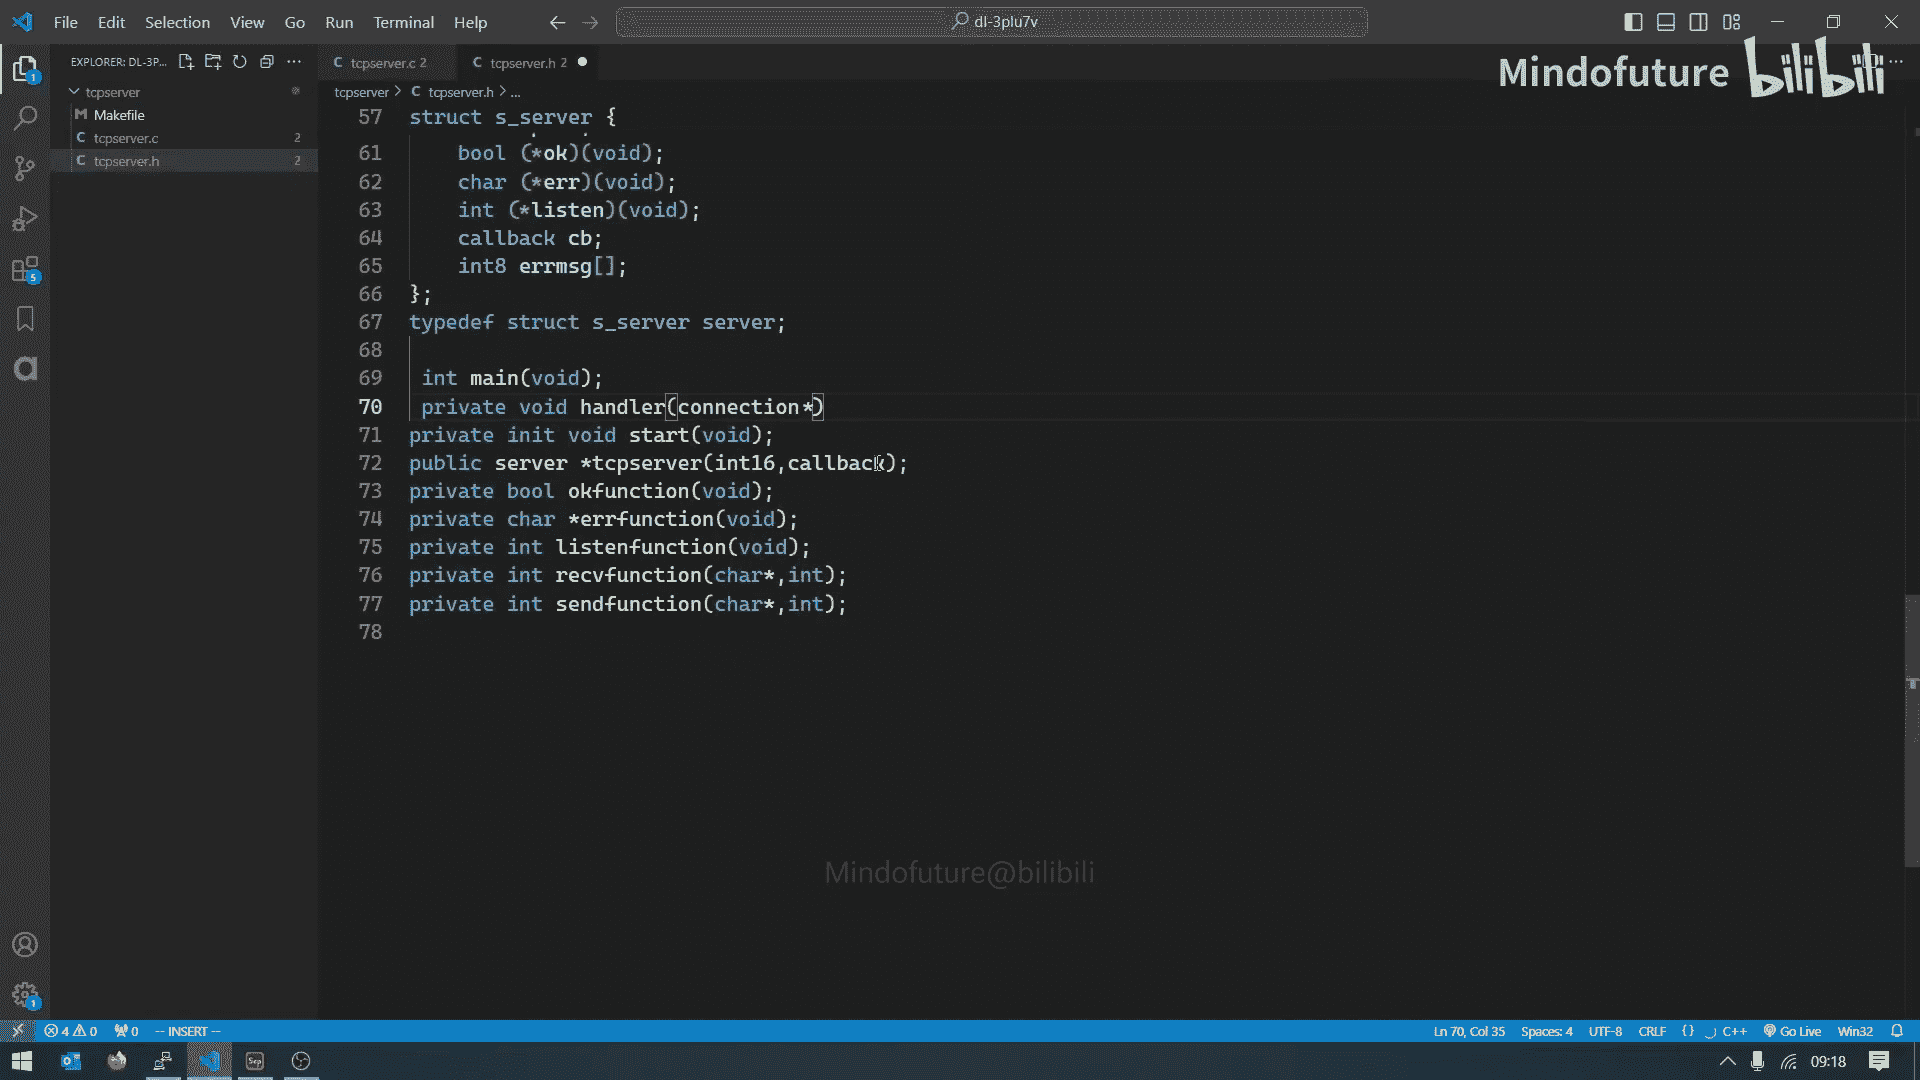 File Edit Selection View Go Run Terminal Help
dl-3plu7v
EXPLORER: DL-3P...
tcpserver
M Makefile
C tcpserver.c 2
C tcpserver.h 2
C tcpserver.c 2
C tcpserver.h 2
Mindofuture bilibili
tcpserver > C tcpserver.h > ...
57 struct s_server {
61 bool (*ok)(void);
62 char (*err)(void);
63 int (*listen)(void);
64 callback cb;
65 int8 errmsg[];
66 };
67 typedef struct s_server server;
68
69 int main(void);
70 private void handler(connection*)
71 private init void start(void);
72 public server *tcpserver(int16,callback);
73 private bool okfunction(void);
74 private char *errfunction(void);
75 private int listenfunction(void);
76 private int recvfunction(char*,int);
77 private int sendfunction(char*,int);
78
Mindofuture@bilibili
1
5
a
1
4 0 0 -- INSERT --
Ln 70, Col 35 Spaces: 4 UTF-8 CRLF {} C++ Go Live Win32
09:18